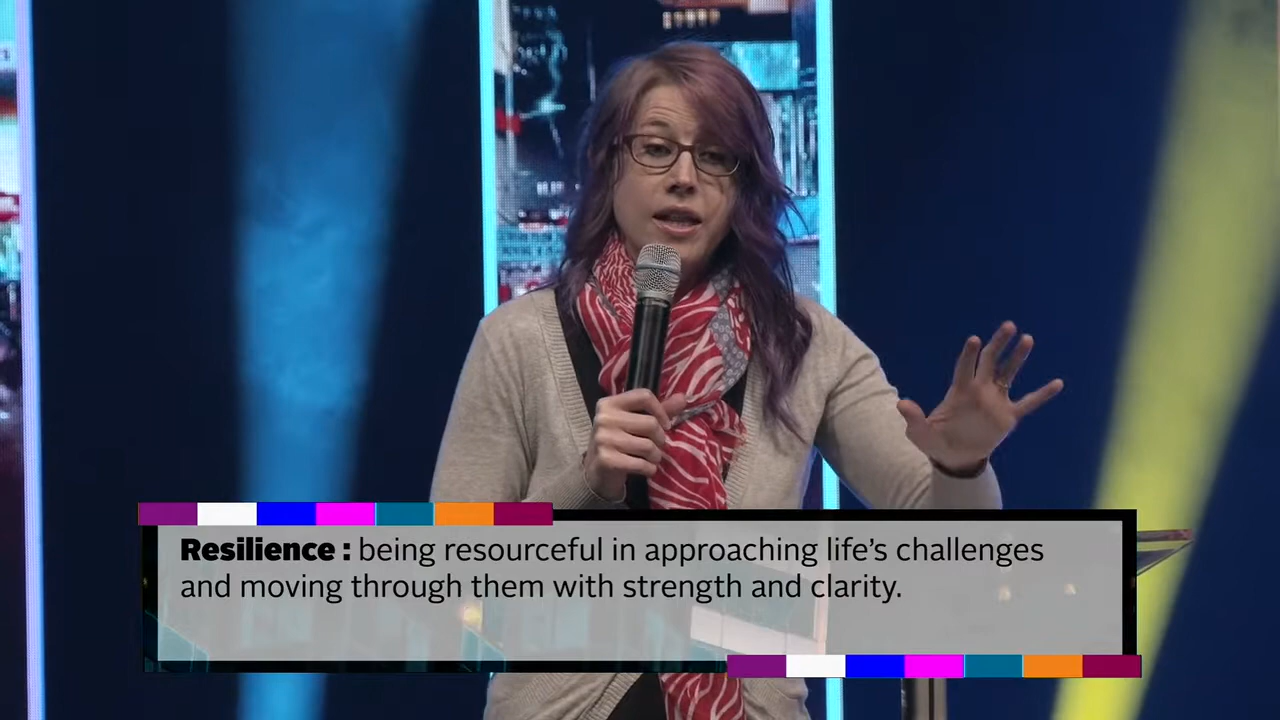 Resilience : being resourceful in approaching life’s challenges
and moving through them with strength and clarity.